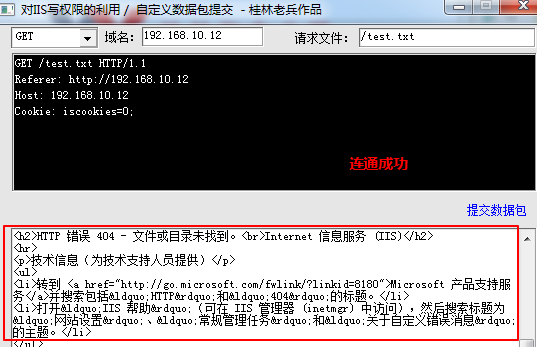 对IIS写权限的利用 / 自定义数据包提交 - 桂林老兵作品
GET 域名: 192.168.10.12 请求文件: /test.txt
GET /test.txt HTTP/1.1
Referer: http://192.168.10.12
Host: 192.168.10.12
Cookie: iscookies=0;
连通成功
提交数据包
<h2>HTTP 错误 404 - 文件或目录未找到。<br>Internet 信息服务 (IIS)</h2>
<hr>
<p>技术信息（为技术支持人员提供）</p>
<ul>
<li>转到 <a href="http://go.microsoft.com/fwlink/?linkid=8180">Microsoft 产品支持服
务</a>并搜索包括&ldquo;HTTP&rdquo;和&ldquo;404&rdquo;的标题。</li>
<li>打开&ldquo;IIS 帮助&rdquo;（可在 IIS 管理器 (inetmgr) 中访问），然后搜索标题为
&ldquo;网站设置&rdquo;、&ldquo;常规管理任务&rdquo;和&ldquo;关于自定义错误消息&rdquo;
的主题。</li>
</ul>